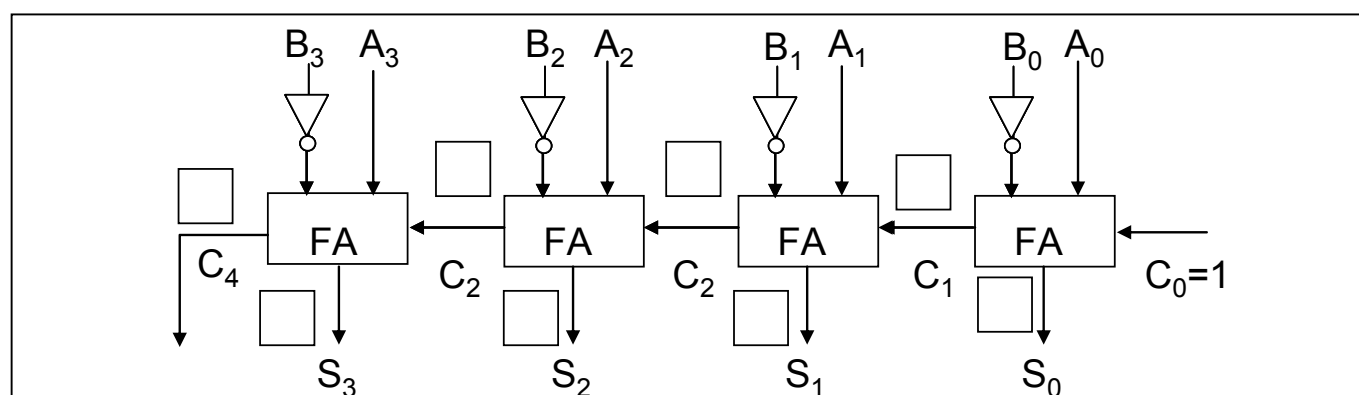 B₃ A₃ B₂ A₂ B₁ A₁ B₀ A₀
FA FA FA FA
C₄ C₂ C₂ C₁ C₀=1
S₃ S₂ S₁ S₀